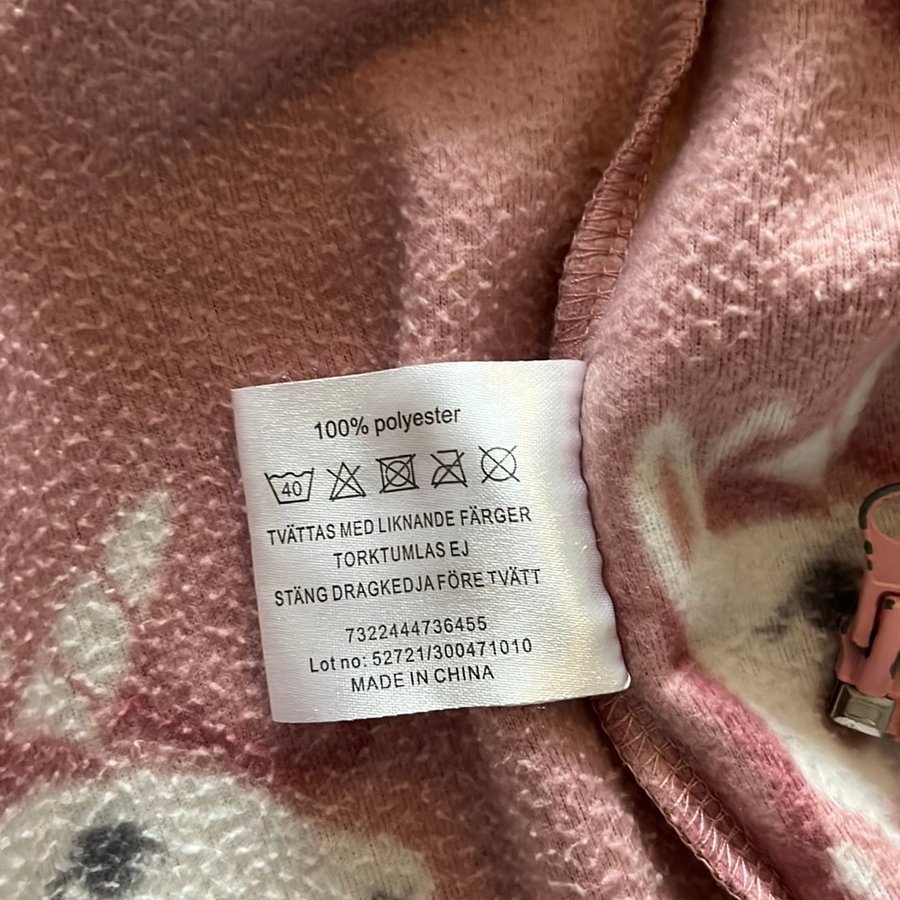 100% polyester
40
TVÄTTAS MED LIKNANDE FÄRGER
TORKTUMLAS EJ
STÄNG DRAGKEDJA FÖRE TVÄTT
7322444736455
Lot no: 52721/300471010
MADE IN CHINA